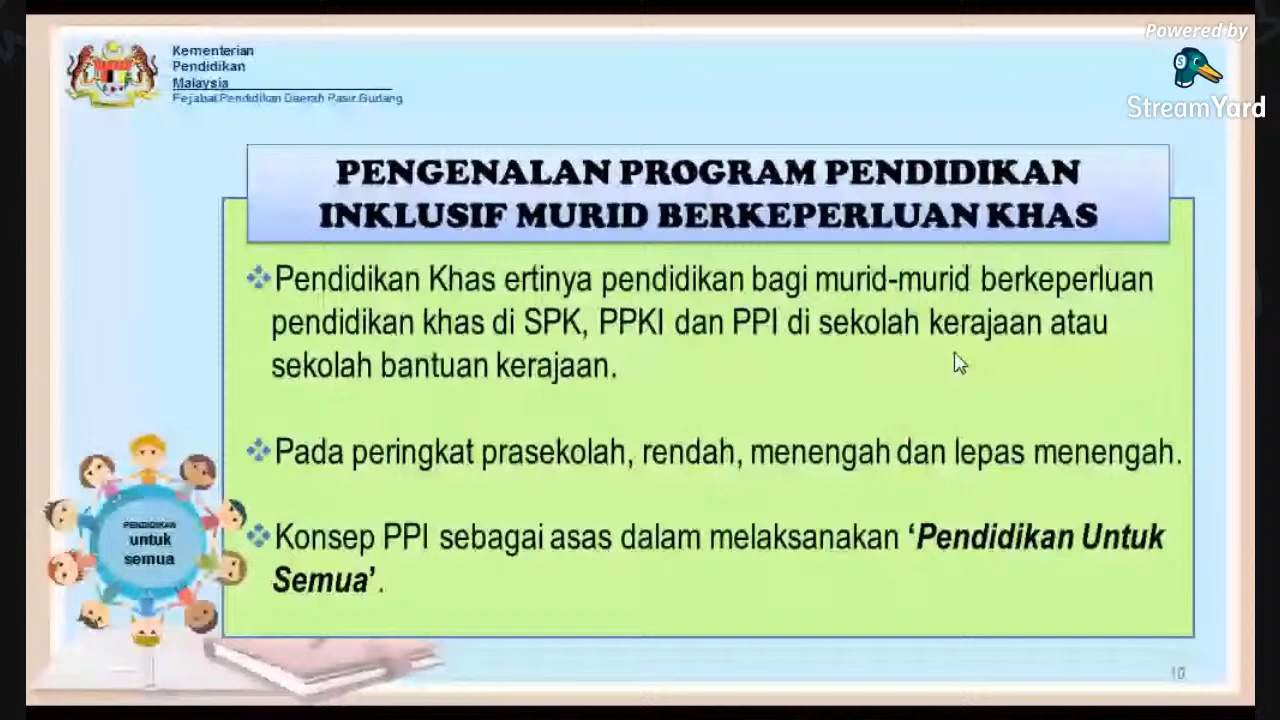 Kementerian
Pendidikan
Malaysia
Pejabat Pendidikan Daerah Pasir Gudang
Powered by
StreamYard
PENGENALAN PROGRAM PENDIDIKAN
INKLUSIF MURID BERKEPERLUAN KHAS
Pendidikan Khas ertinya pendidikan bagi murid-murid berkeperluan
pendidikan khas di SPK, PPKI dan PPI di sekolah kerajaan atau
sekolah bantuan kerajaan.
Pada peringkat prasekolah, rendah, menengah dan lepas menengah.
Konsep PPI sebagai asas dalam melaksanakan ‘Pendidikan Untuk
Semua’.
PENDIDIKAN
untuk
semua
10